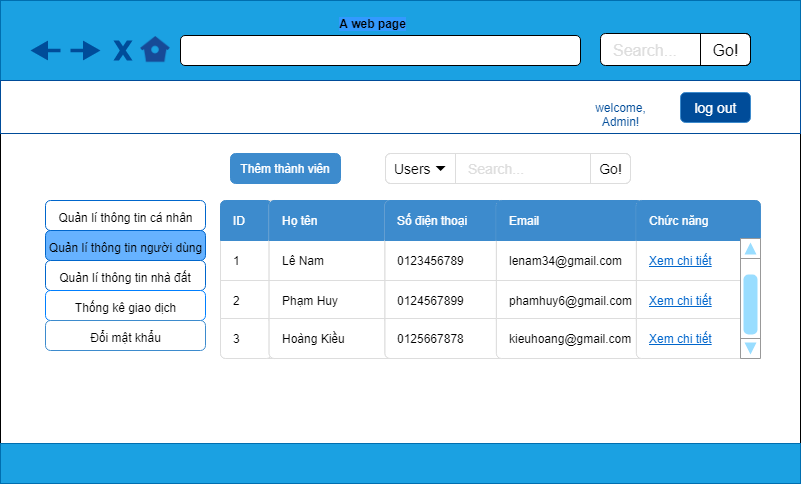 A web page
X
Search... Go!
welcome,
Admin!
log out
Thêm thành viên
Users Search... Go!
Quản lí thông tin cá nhân
Quản lí thông tin người dùng
Quản lí thông tin nhà đất
Thống kê giao dịch
Đổi mật khẩu
ID Họ tên Số điện thoại Email Chức năng
1 Lê Nam 0123456789 lenam34@gmail.com Xem chi tiết
2 Phạm Huy 0124567899 phamhuy6@gmail.com Xem chi tiết
3 Hoàng Kiều 0125667878 kieuhoang@gmail.com Xem chi tiết